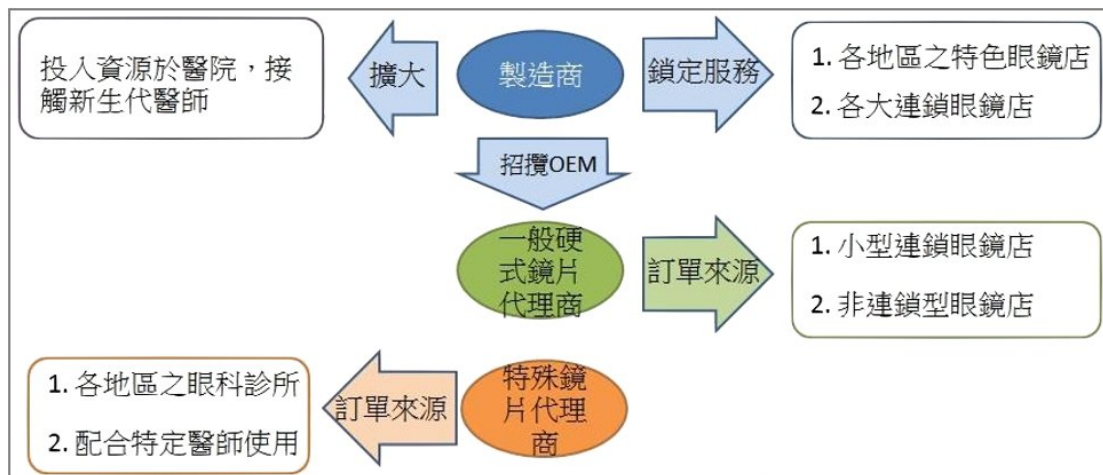 投入資源於醫院，接
觸新生代醫師
擴大
製造商
鎖定服務
1. 各地區之特色眼鏡店
2. 各大連鎖眼鏡店
招攬OEM
一般硬
式鏡片
代理商
訂單來源
1. 小型連鎖眼鏡店
2. 非連鎖型眼鏡店
1. 各地區之眼科診所
2. 配合特定醫師使用
訂單來源
特殊鏡
片代理
商